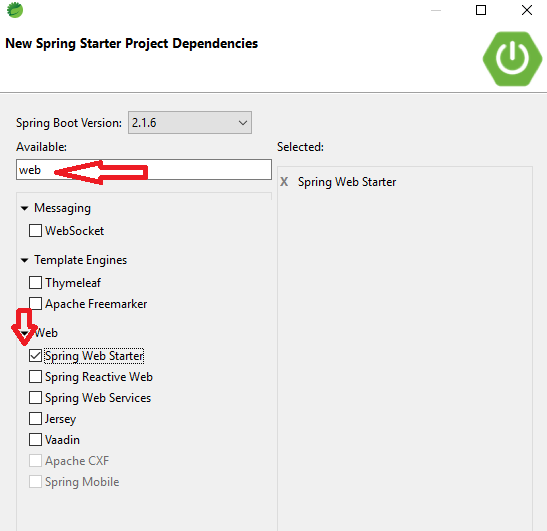 New Spring Starter Project Dependencies
Spring Boot Version: 2.1.6
Available:
Selected:
web
X Spring Web Starter
Messaging
WebSocket
Template Engines
Thymeleaf
Apache Freemarker
Web
Spring Web Starter
Spring Reactive Web
Spring Web Services
Jersey
Vaadin
Apache CXF
Spring Mobile